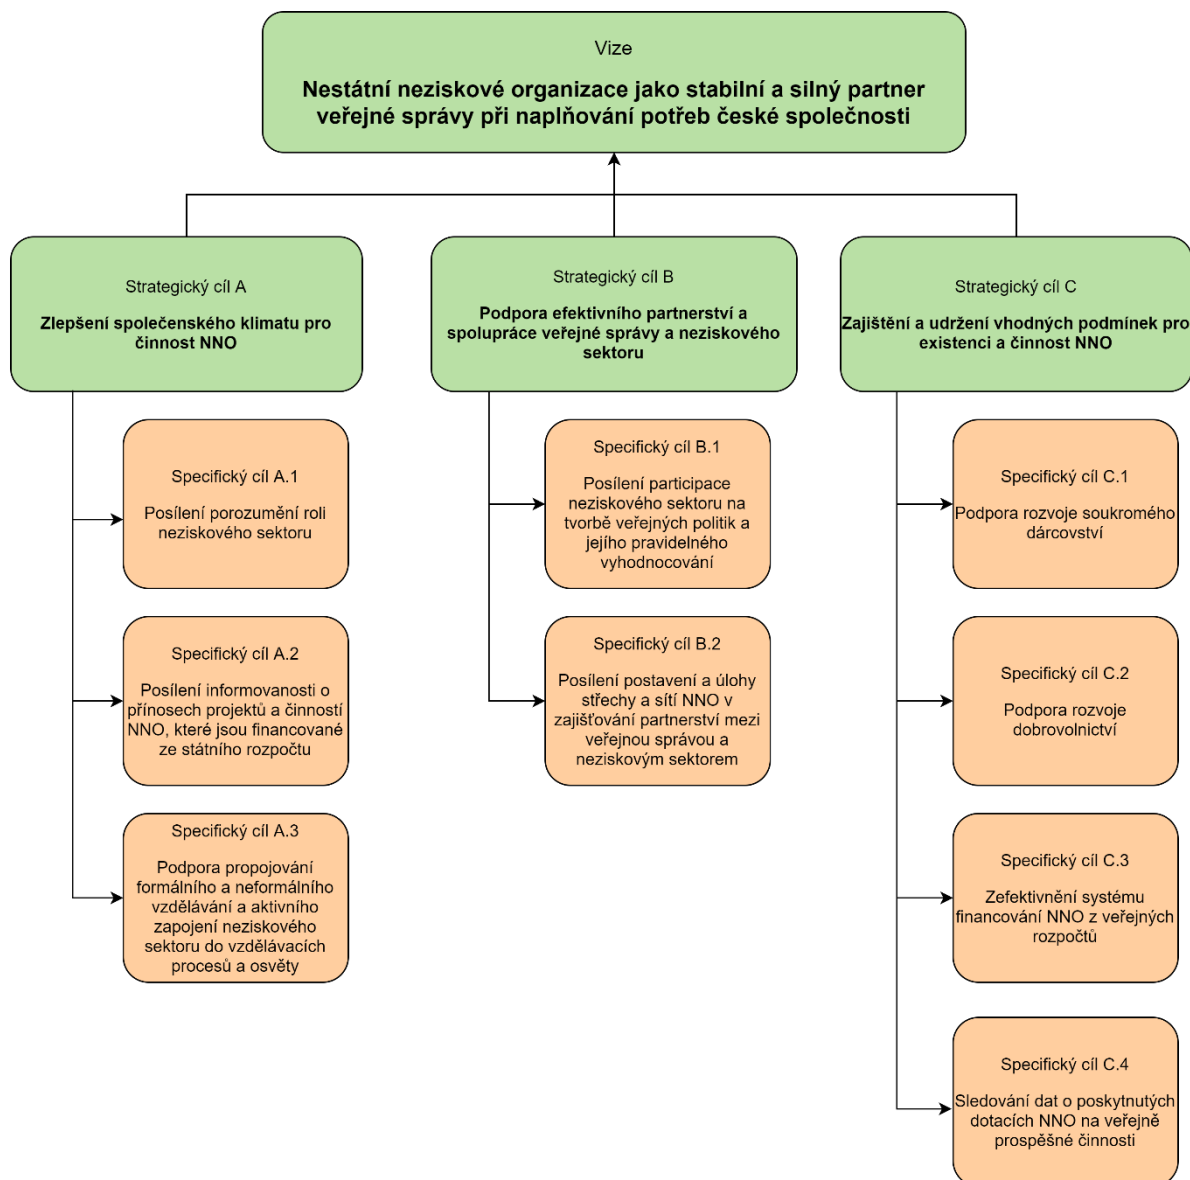 Vize
Nestátní neziskové organizace jako stabilní a silný partner
veřejné správy při naplňování potřeb české společnosti
Strategický cíl A
Zlepšení společenského klimatu pro
činnost NNO
Strategický cíl B
Podpora efektivního partnerství a
spolupráce veřejné správy a neziskového
sektoru
Strategický cíl C
Zajištění a udržení vhodných podmínek pro
existenci a činnost NNO
Specifický cíl A.1
Posílení porozumění roli
neziskového sektoru
Specifický cíl A.2
Posílení informovanosti o
přínosech projektů a činností
NNO, které jsou financované
ze státního rozpočtu
Specifický cíl A.3
Podpora propojování
formálního a neformálního
vzdělávání a aktivního
zapojení neziskového
sektoru do vzdělávacích
procesů a osvěty
Specifický cíl B.1
Posílení participace
neziskového sektoru na
tvorbě veřejných politik a
jejího pravidelného
vyhodnocování
Specifický cíl B.2
Posílení postavení a úlohy
střechy a sítí NNO v
zajišťování partnerství mezi
veřejnou správou a
neziskovým sektorem
Specifický cíl C.1
Podpora rozvoje soukromého
dárcovství
Specifický cíl C.2
Podpora rozvoje
dobrovolnictví
Specifický cíl C.3
Zefektivnění systému
financování NNO z veřejných
rozpočtů
Specifický cíl C.4
Sledování dat o poskytnutých
dotacích NNO na veřejně
prospěšné činnosti